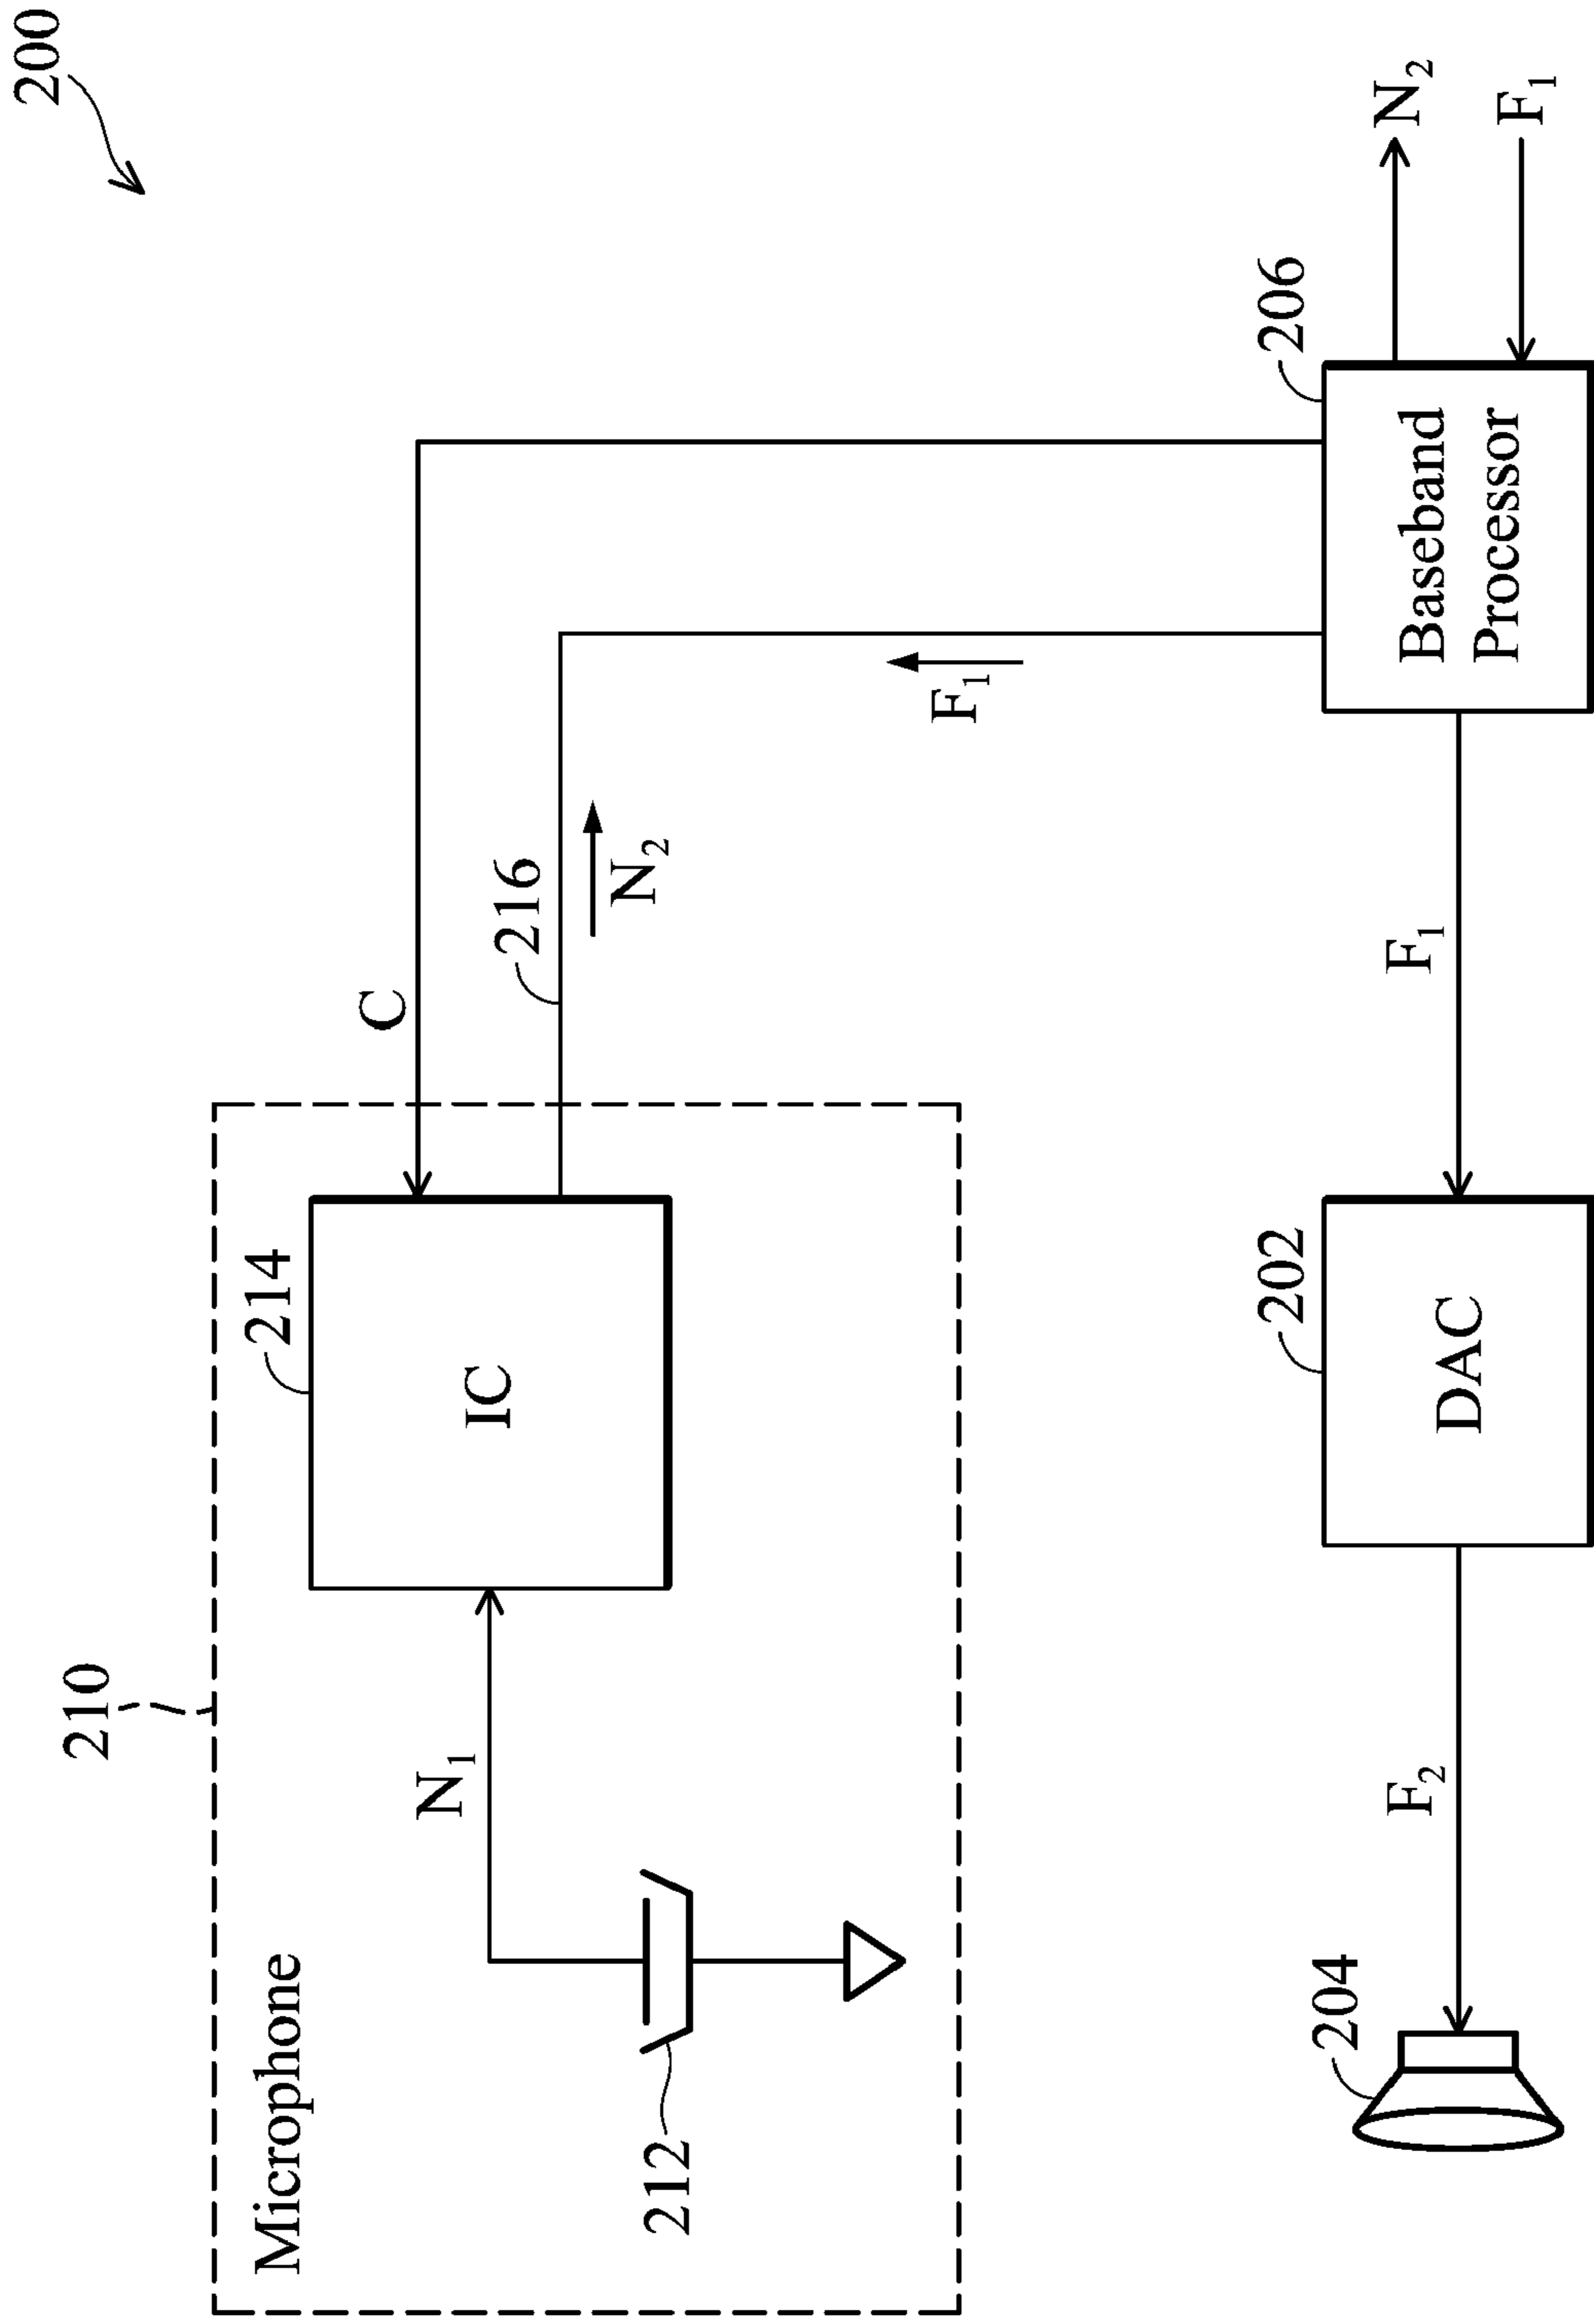 200
210
Microphone
N₁
214
IC
212
C
216
N₂
F₁
204
F₂
202
DAC
F₁
206
Baseband
Processor
N₂
F₁